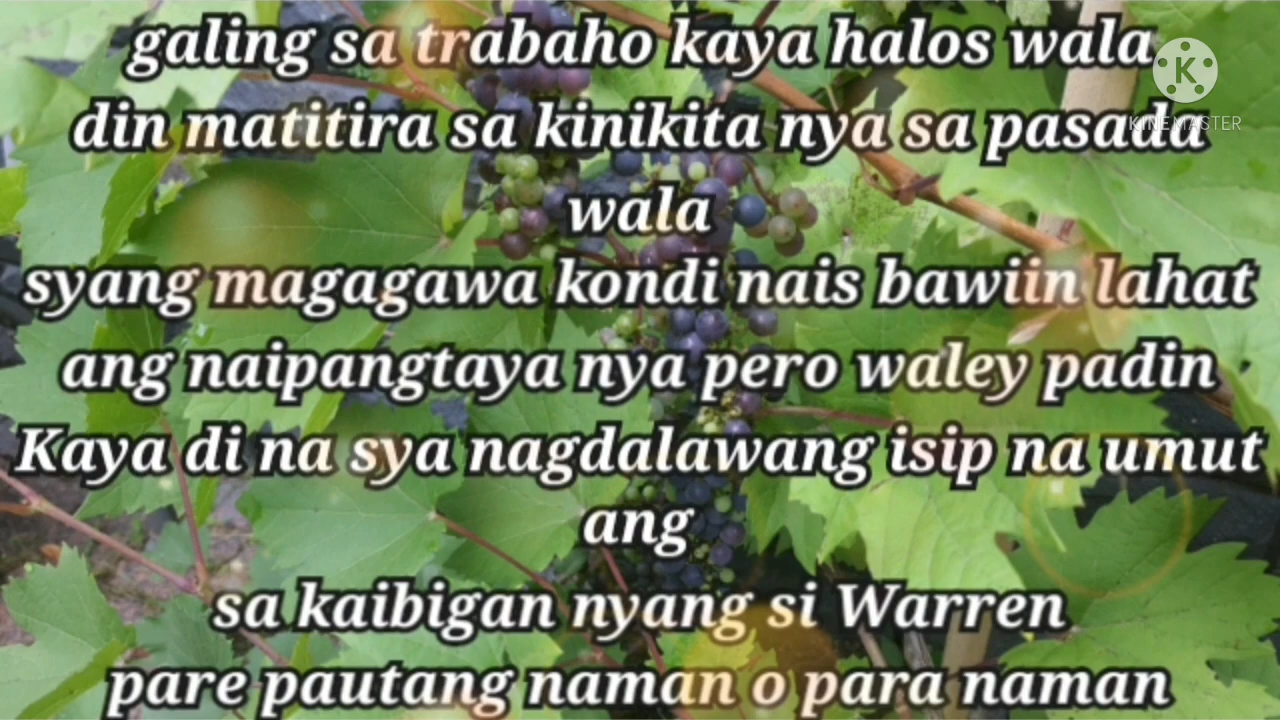 galing sa trabaho kaya halos wala
din matitira sa kinikita nya sa pasada
wala
syang magagawa kondi nais bawiin lahat
ang naipangtaya nya pero waley padin
Kaya di na sya nagdalawang isip na umut
ang
sa kaibigan nyang si Warren
pare pautang naman o para naman
K
KINEMASTER